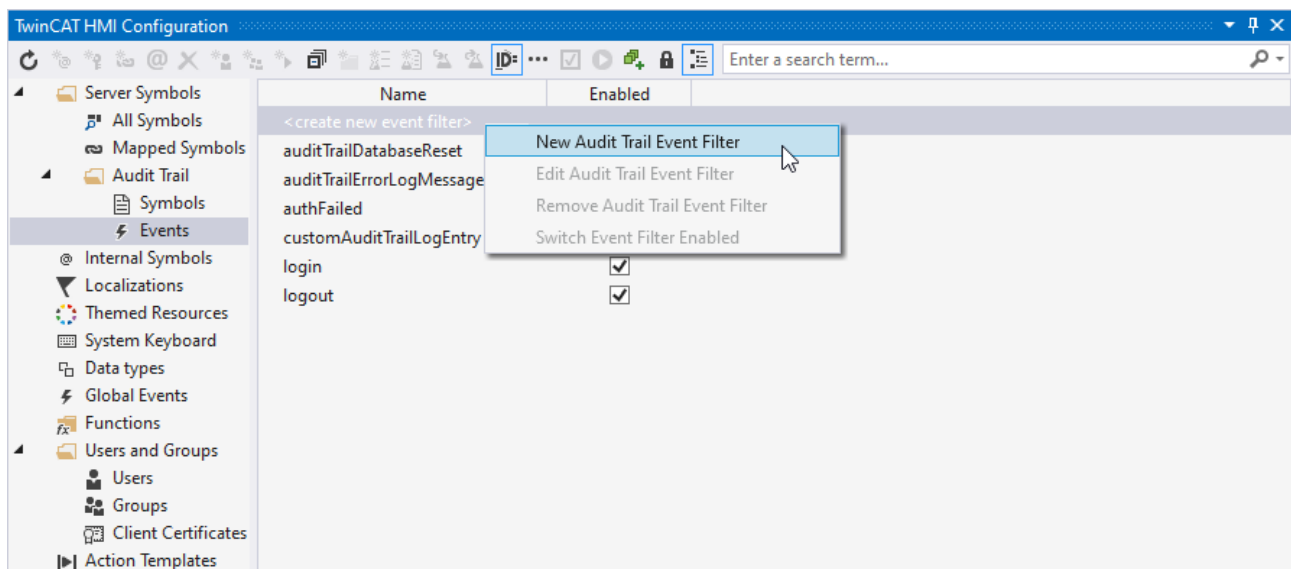 TwinCAT HMI Configuration
ID=
Enter a search term...
Server Symbols
All Symbols
Mapped Symbols
Audit Trail
Symbols
Events
Internal Symbols
Localizations
Themed Resources
System Keyboard
Data types
Global Events
Functions
Users and Groups
Users
Groups
Client Certificates
Action Templates
Name Enabled
<create new event filter>
auditTrailDatabaseReset
auditTrailErrorLogMessage
authFailed
customAuditTrailLogEntry
login
logout
New Audit Trail Event Filter
Edit Audit Trail Event Filter
Remove Audit Trail Event Filter
Switch Event Filter Enabled